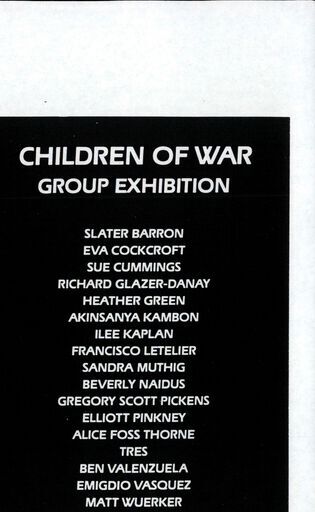 CHILDREN OF WAR
GROUP EXHIBITION
SLATER BARRON
EVA COCKCROFT
SUE CUMMINGS
RICHARD GLAZER-DANAY
HEATHER GREEN
AKINSANYA KAMBON
ILEE KAPLAN
FRANCISCO LETELIER
SANDRA MUTHIG
BEVERLY NAIDUS
GREGORY SCOTT PICKENS
ELLIOTT PINKNEY
ALICE FOSS THORNE
TRES
BEN VALENZUELA
EMIGDIO VASQUEZ
MATT WUERKER